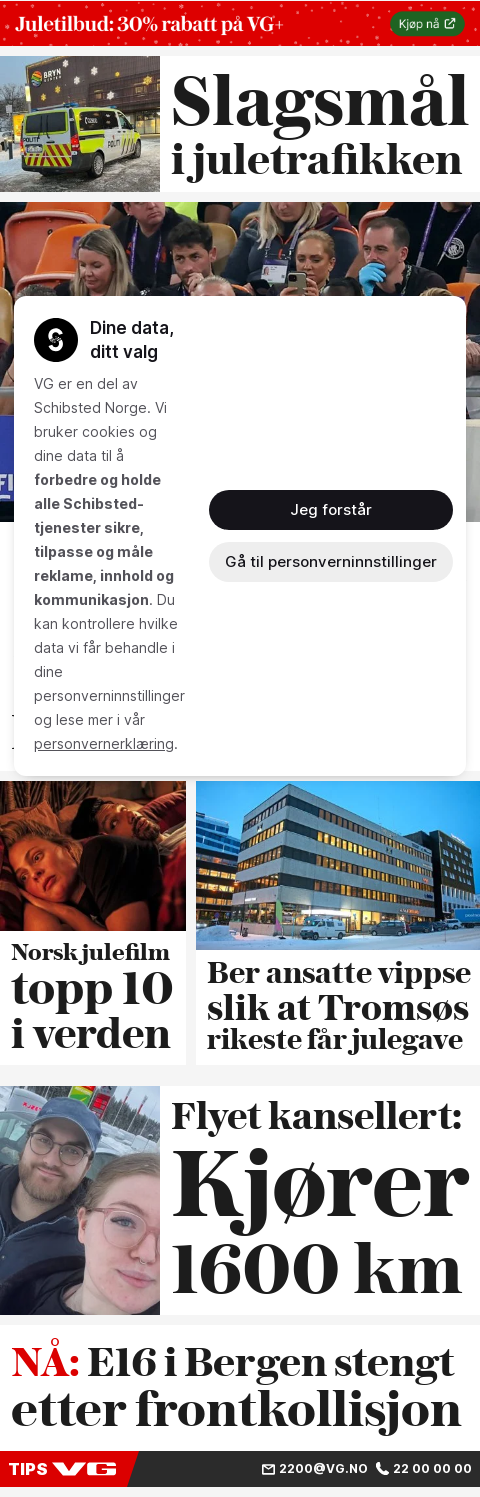 Juletilbud: 30% rabatt på VG+
Kjøp nå
BRYN
SENTER
POLITI
POLITI
Slagsmål
i juletrafikken
Dine data,
ditt valg
VG er en del av
Schibsted Norge. Vi
bruker cookies og
dine data til å
forbedre og holde
alle Schibsted-
tjenester sikre,
tilpasse og måle
reklame, innhold og
kommunikasjon. Du
kan kontrollere hvilke
data vi får behandle i
dine
personverninnstillinger
og lese mer i vår
personvernerklæring.
Jeg forstår
Gå til personverninnstillinger
Norsk julefilm
topp 10
i verden
Ber ansatte vippse
slik at Tromsøs
rikeste får julegave
Flyet kansellert:
Kjører
1600 km
NÅ: E16 i Bergen stengt
etter frontkollisjon
TIPS VG
2200@VG.NO
22 00 00 00